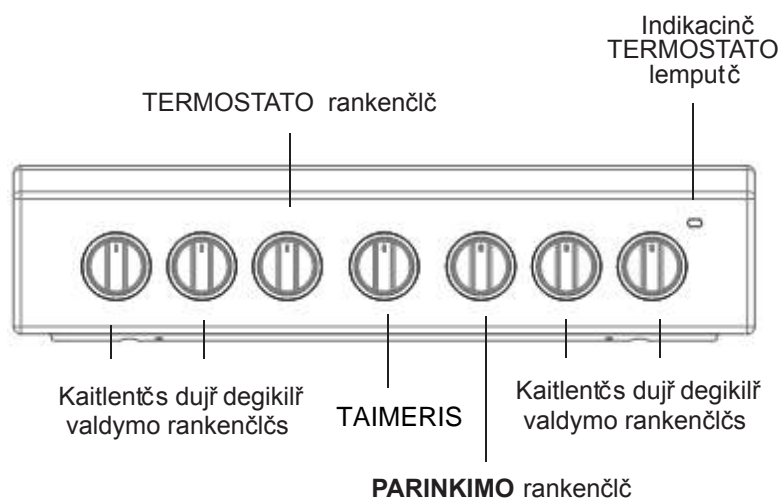 Indikacinč
TERMOSTATO
lemputč
TERMOSTATO rankenčlč
Kaitlentčs dujř degikilř
valdymo rankenčlčs
TAIMERIS
Kaitlentčs dujř degikilř
valdymo rankenčlčs
PARINKIMO rankenčlč